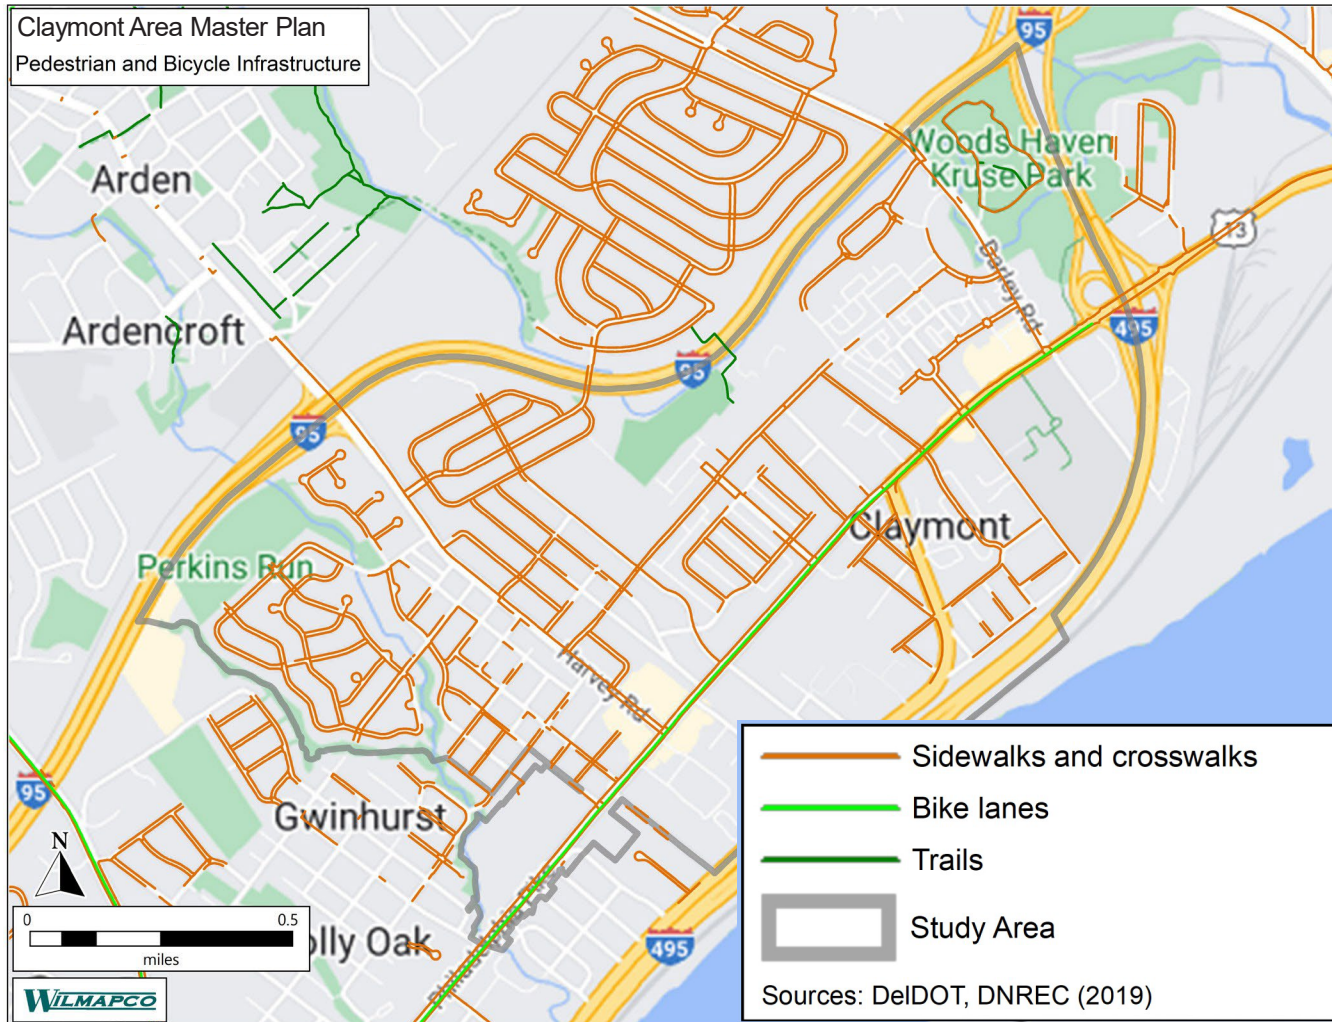 Claymont Area Master Plan
Pedestrian and Bicycle Infrastructure
95
Woods Haven
Kruse Park
Arden
13
Darley Rd
Ardencroft
495
95
95
Claymont
Perkins Run
Harvey Rd
95
Gwinhurst
N
0 0.5
miles
olly Oak
495
WILMAPCO
Sidewalks and crosswalks
Bike lanes
Trails
Study Area
Sources: DelDOT, DNREC (2019)